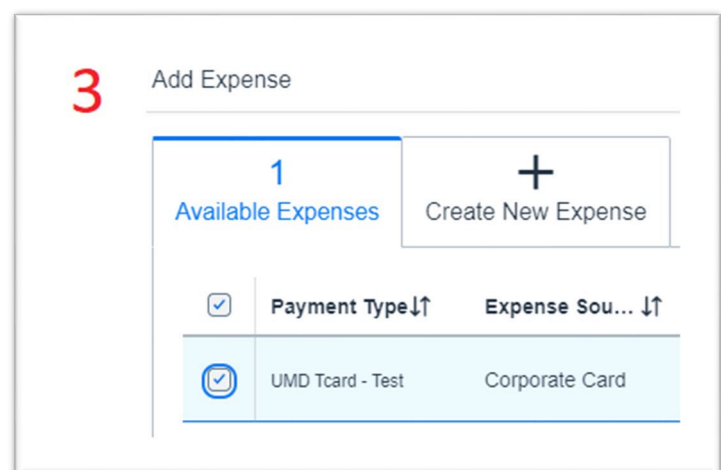 3
Add Expense
1
Available Expenses
+
Create New Expense
Payment Type↓↑
Expense Sou... ↓↑
UMD Tcard - Test
Corporate Card